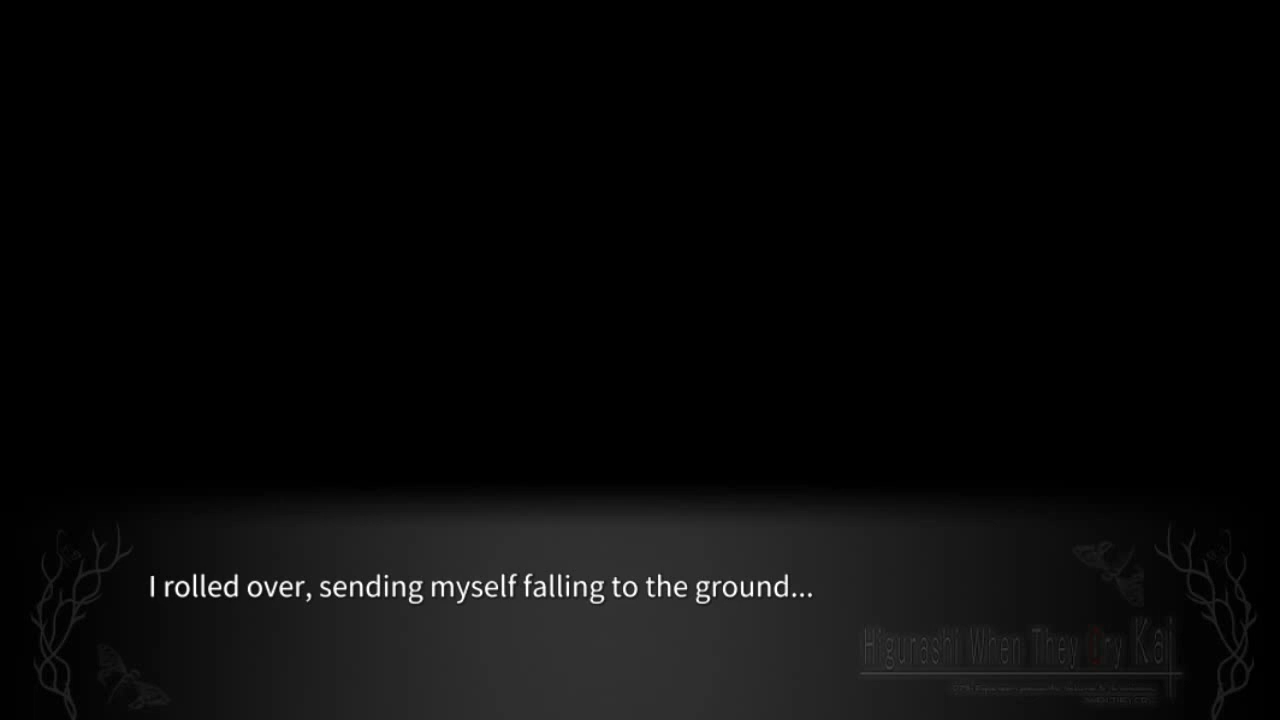 I rolled over, sending myself falling to the ground...
Higurashi When They Cry Kai